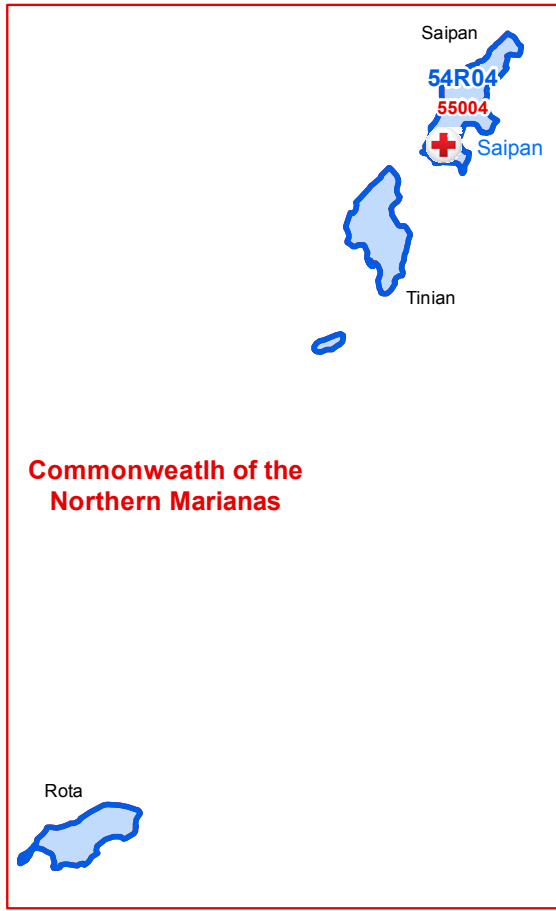 Saipan
54R04
55004
Saipan
Tinian
Commonweatlh of the
Northern Marianas
Rota